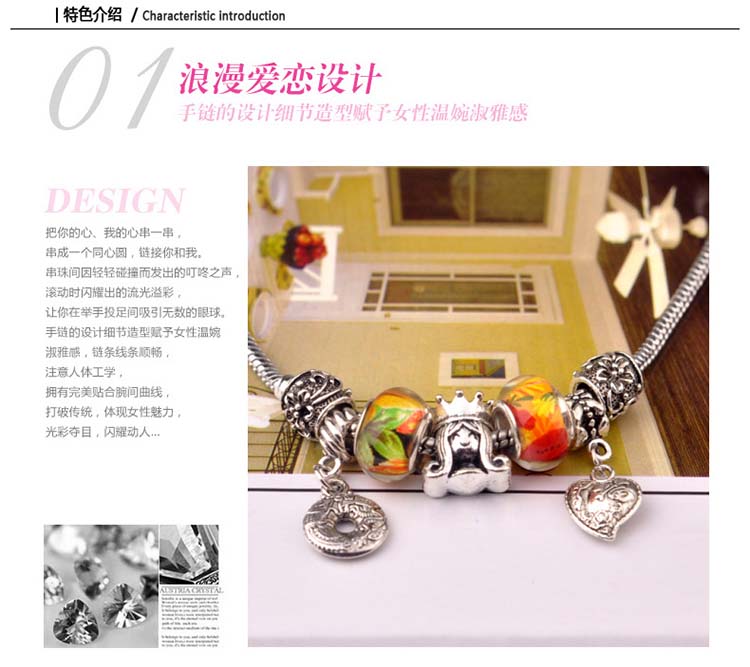 特色介绍 / Characteristic introduction
01
浪漫爱恋设计
手链的设计细节造型赋予女性温婉淑雅感
DESIGN
把你的心、我的心串一串，
串成一个同心圆，链接你和我。
串珠间因轻轻碰撞而发出的叮咚之声，
滚动时闪耀出的流光溢彩，
让你在举手投足间吸引无数的眼球。
手链的设计细节造型赋予女性温婉
淑雅感，链条线条顺畅，
注意人体工学，
拥有完美贴合腕间曲线，
打破传统，体现女性魅力，
光彩夺目，闪耀动人...
AUSTRIA CRYSTAL